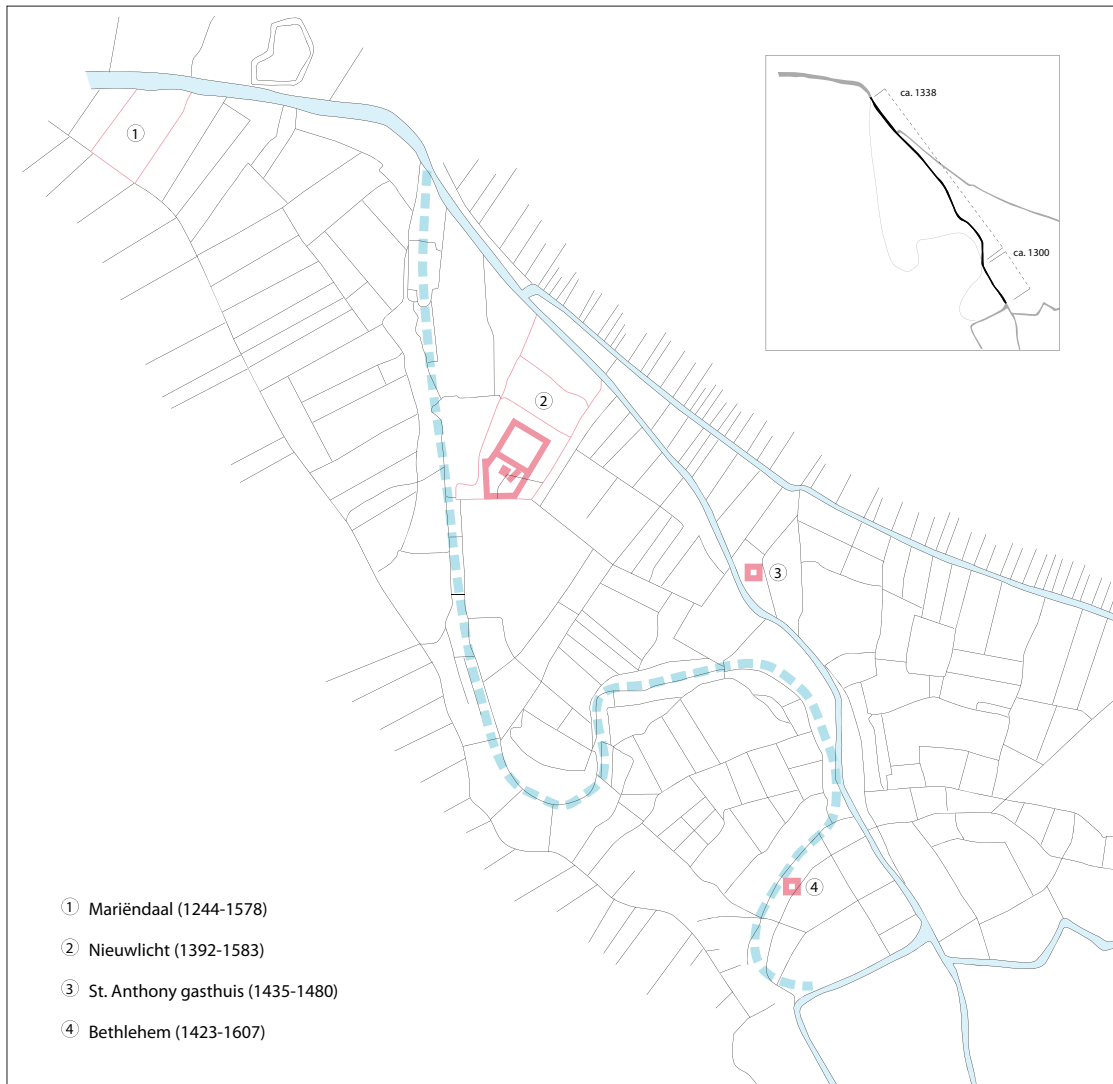 ca. 1338
ca. 1300
1
2
3
4
1 Mariëndaal (1244-1578)
2 Nieuwlicht (1392-1583)
3 St. Anthony gasthuis (1435-1480)
4 Bethlehem (1423-1607)